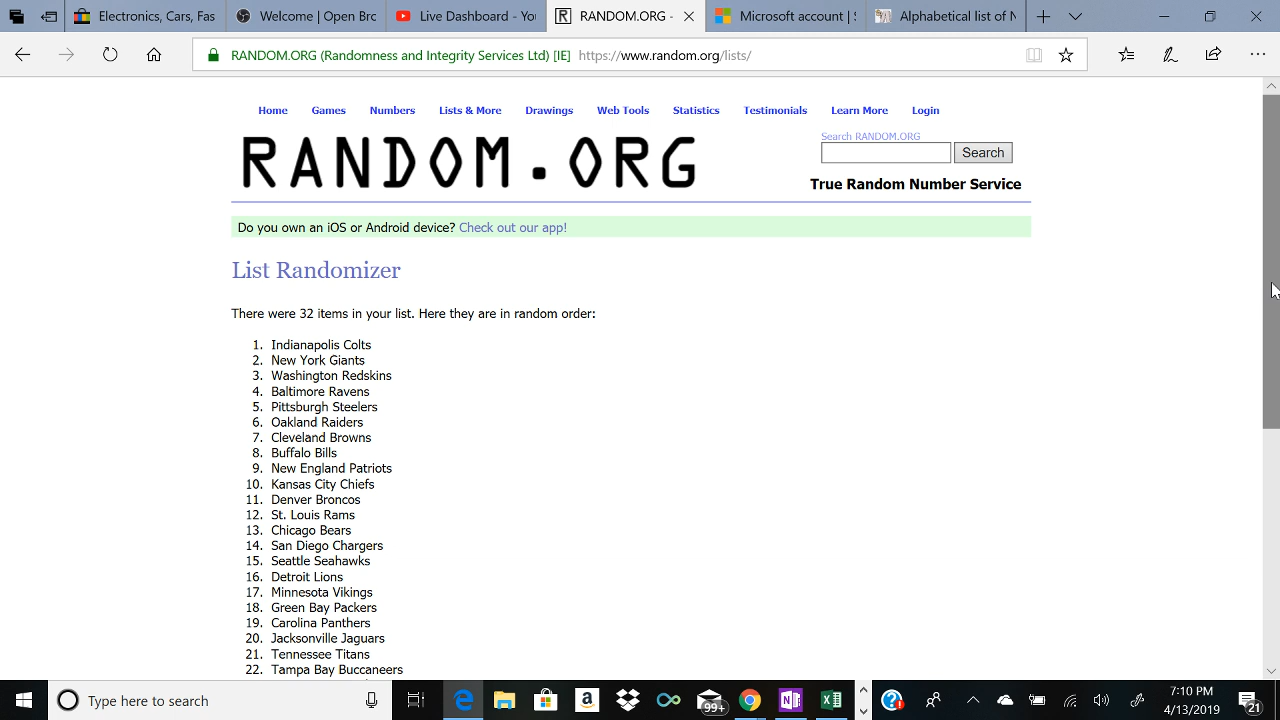 Electronics, Cars, Fas
Welcome - Wolver
Live Dashboard - Yo
RANDOM.ORG -
Microsoft account | S
Alphabetical list of N
RANDOM.ORG (Randomness and Integrity Services Ltd) [IE] https://www.random.org/lists/
Home Games Numbers Lists & More Drawings Web Tools Statistics Testimonials Learn More Login
RANDOM.ORG
Search RANDOM.ORG
Search
True Random Number Service
Do you own an iOS or Android device? Check out our app!
List Randomizer
There were 32 items in your list. Here they are in random order:
1. Indianapolis Colts
2. New York Giants
3. Washington Redskins
4. Baltimore Ravens
5. Pittsburgh Steelers
6. Oakland Raiders
7. Cleveland Browns
8. Buffalo Bills
9. New England Patriots
10. Kansas City Chiefs
11. Denver Broncos
12. St. Louis Rams
13. Chicago Bears
14. San Diego Chargers
15. Seattle Seahawks
16. Detroit Lions
17. Minnesota Vikings
18. Green Bay Packers
19. Carolina Panthers
20. Jacksonville Jaguars
21. Tennessee Titans
22. Tampa Bay Buccaneers
Type here to search
99+
7:10 PM
4/13/2019
21